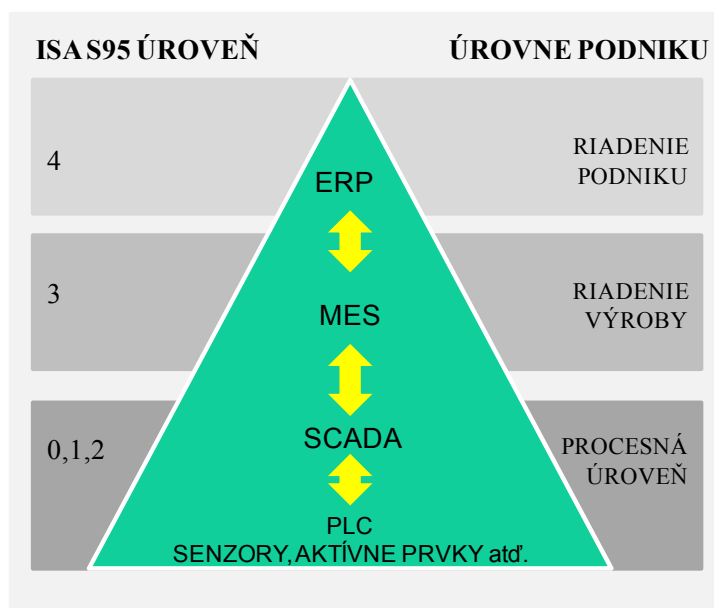 ISA S95 ÚROVEŇ
ÚROVNE PODNIKU
4
ERP
RIADENIE
PODNIKU
3
MES
RIADENIE
VÝROBY
0,1,2
SCADA
PROCESNÁ
ÚROVEŇ
PLC
SENZORY, AKTÍVNE PRVKY atď.